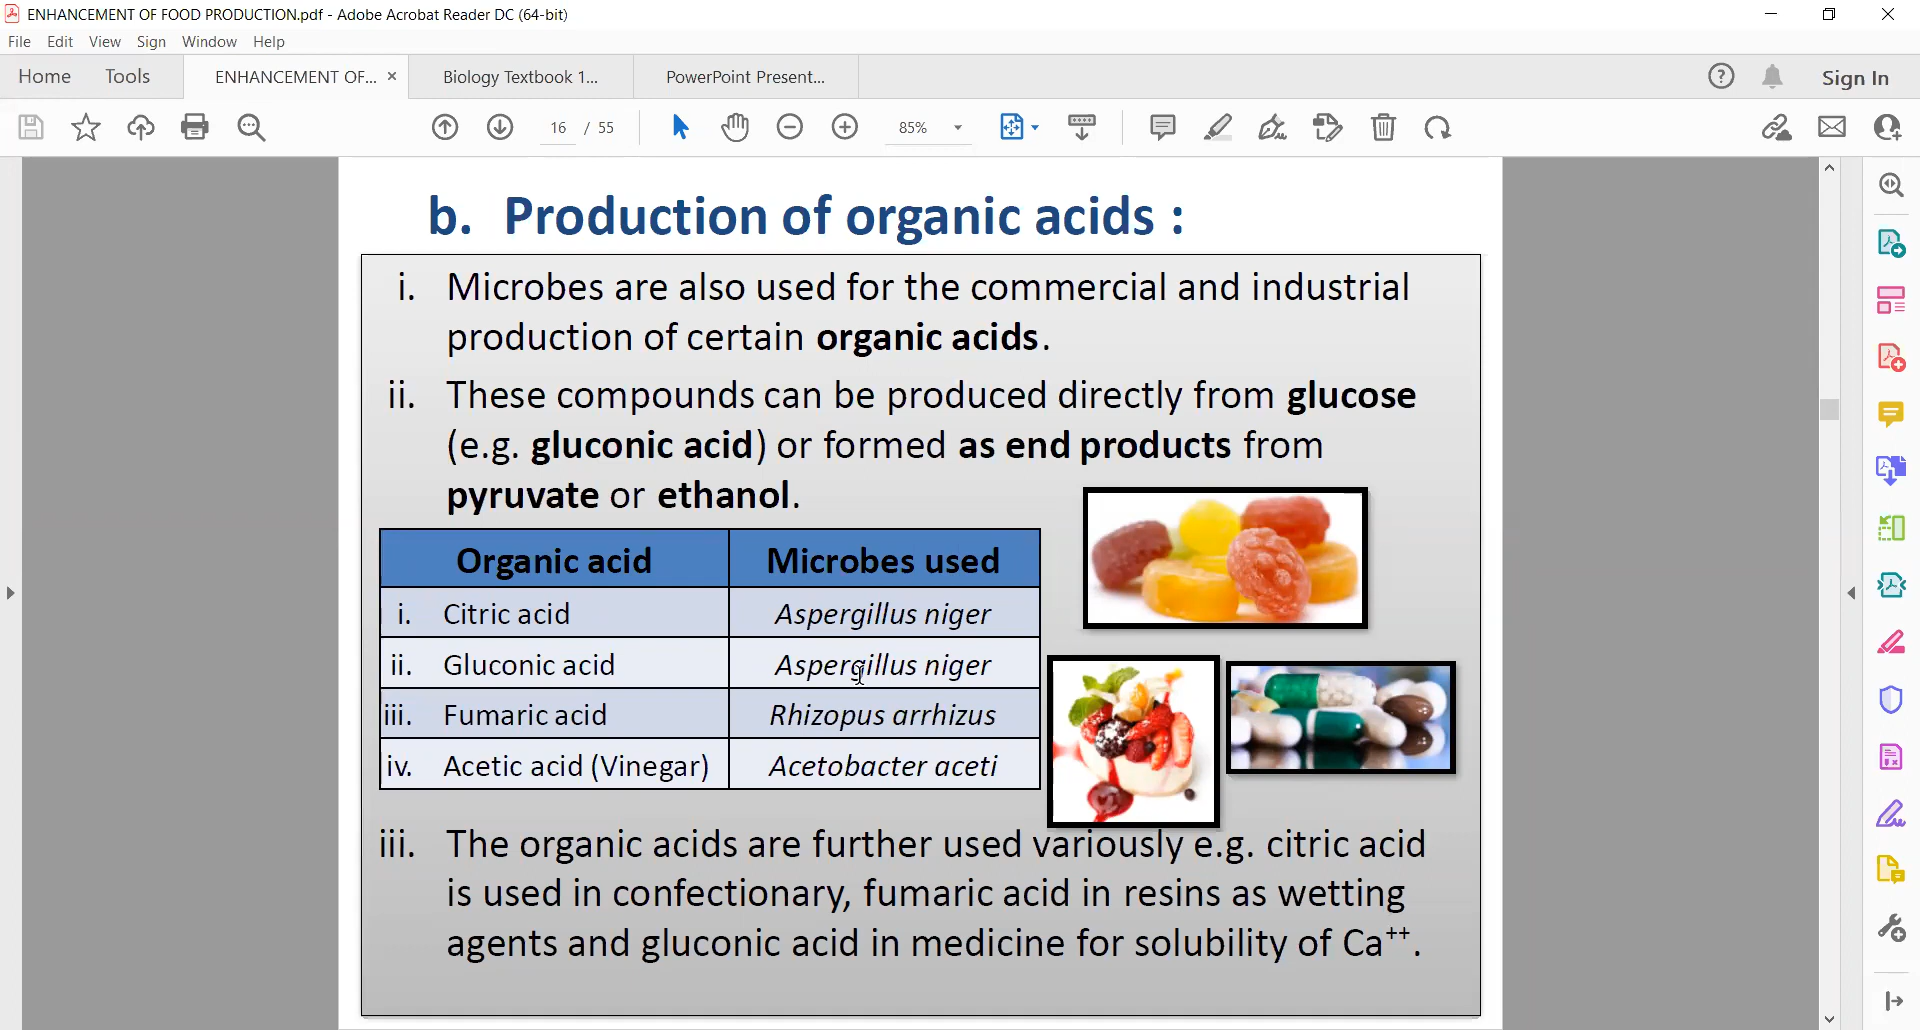 ENHANCEMENT OF FOOD PRODUCTION.pdf - Adobe Acrobat Reader DC (64-bit)
File Edit View Sign Window Help
Home Tools ENHANCEMENT OF... × Biology Textbook 1... PowerPoint Present... Sign In
16 / 55 85%
b. Production of organic acids :
i. Microbes are also used for the commercial and industrial
production of certain organic acids.
ii. These compounds can be produced directly from glucose
(e.g. gluconic acid) or formed as end products from
pyruvate or ethanol.
Organic acid Microbes used
i. Citric acid Aspergillus niger
ii. Gluconic acid Aspergillus niger
iii. Fumaric acid Rhizopus arrhizus
iv. Acetic acid (Vinegar) Acetobacter aceti
iii. The organic acids are further used variously e.g. citric acid
is used in confectionary, fumaric acid in resins as wetting
agents and gluconic acid in medicine for solubility of Ca⁺⁺.